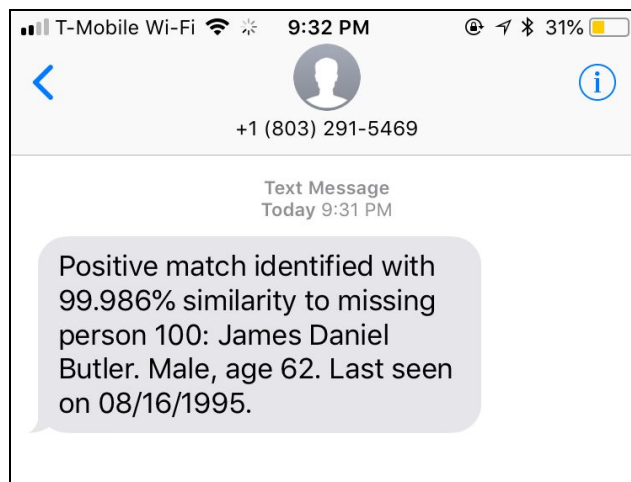 T-Mobile Wi-Fi 9:32 PM 31%
i
+1 (803) 291-5469
Text Message
Today 9:31 PM
Positive match identified with
99.986% similarity to missing
person 100: James Daniel
Butler. Male, age 62. Last seen
on 08/16/1995.